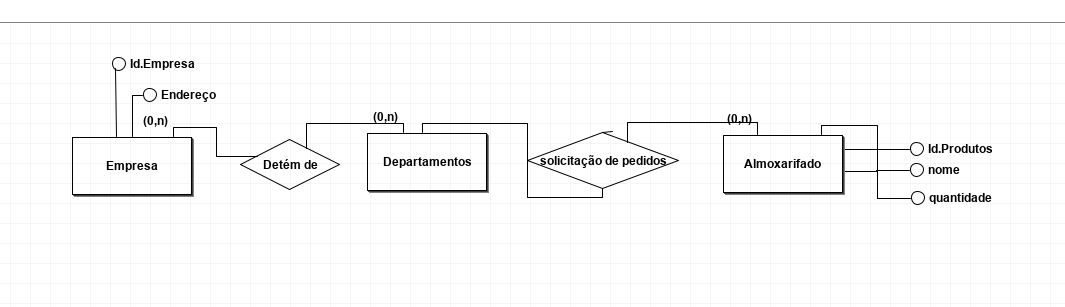 Id.Empresa
Endereço
(0,n)
Empresa
Detém de
(0,n)
Departamentos
solicitação de pedidos
(0,n)
Almoxarifado
Id.Produtos
nome
quantidade